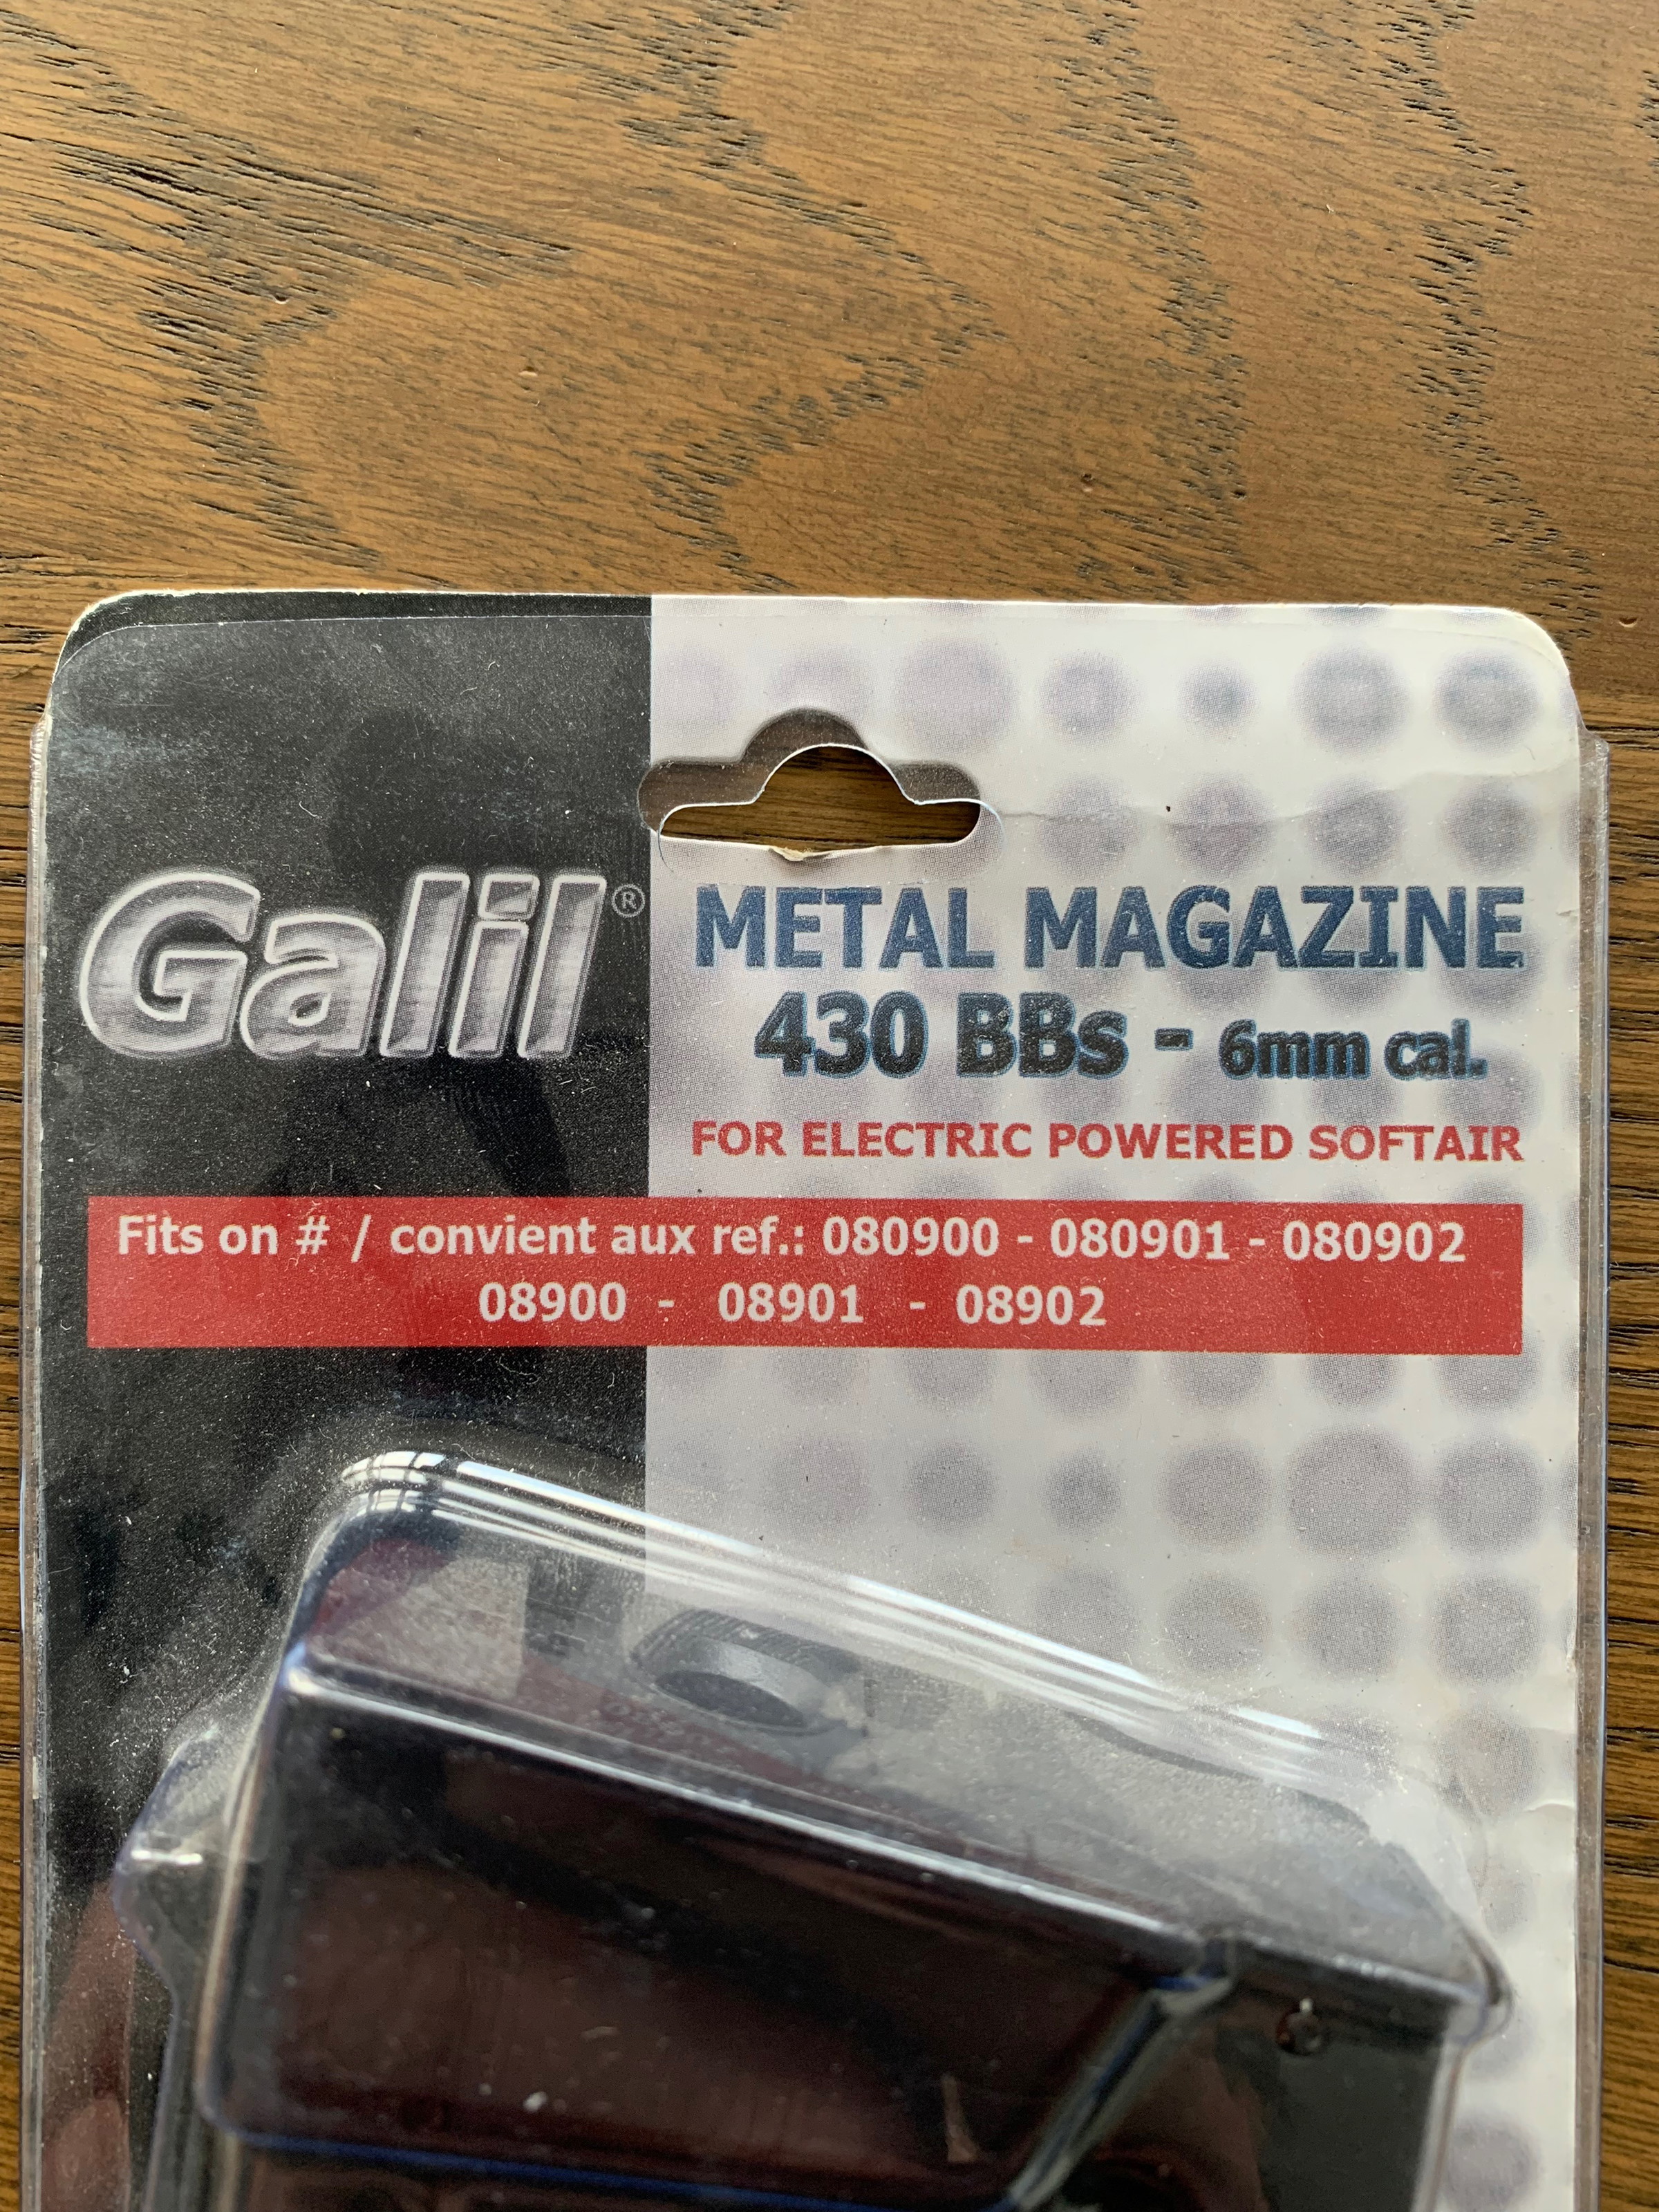 Galil®
METAL MAGAZINE
430 BBs - 6mm cal.
FOR ELECTRIC POWERED SOFTAIR
Fits on # / convient aux ref.: 080900 - 080901 - 080902
08900 - 08901 - 08902